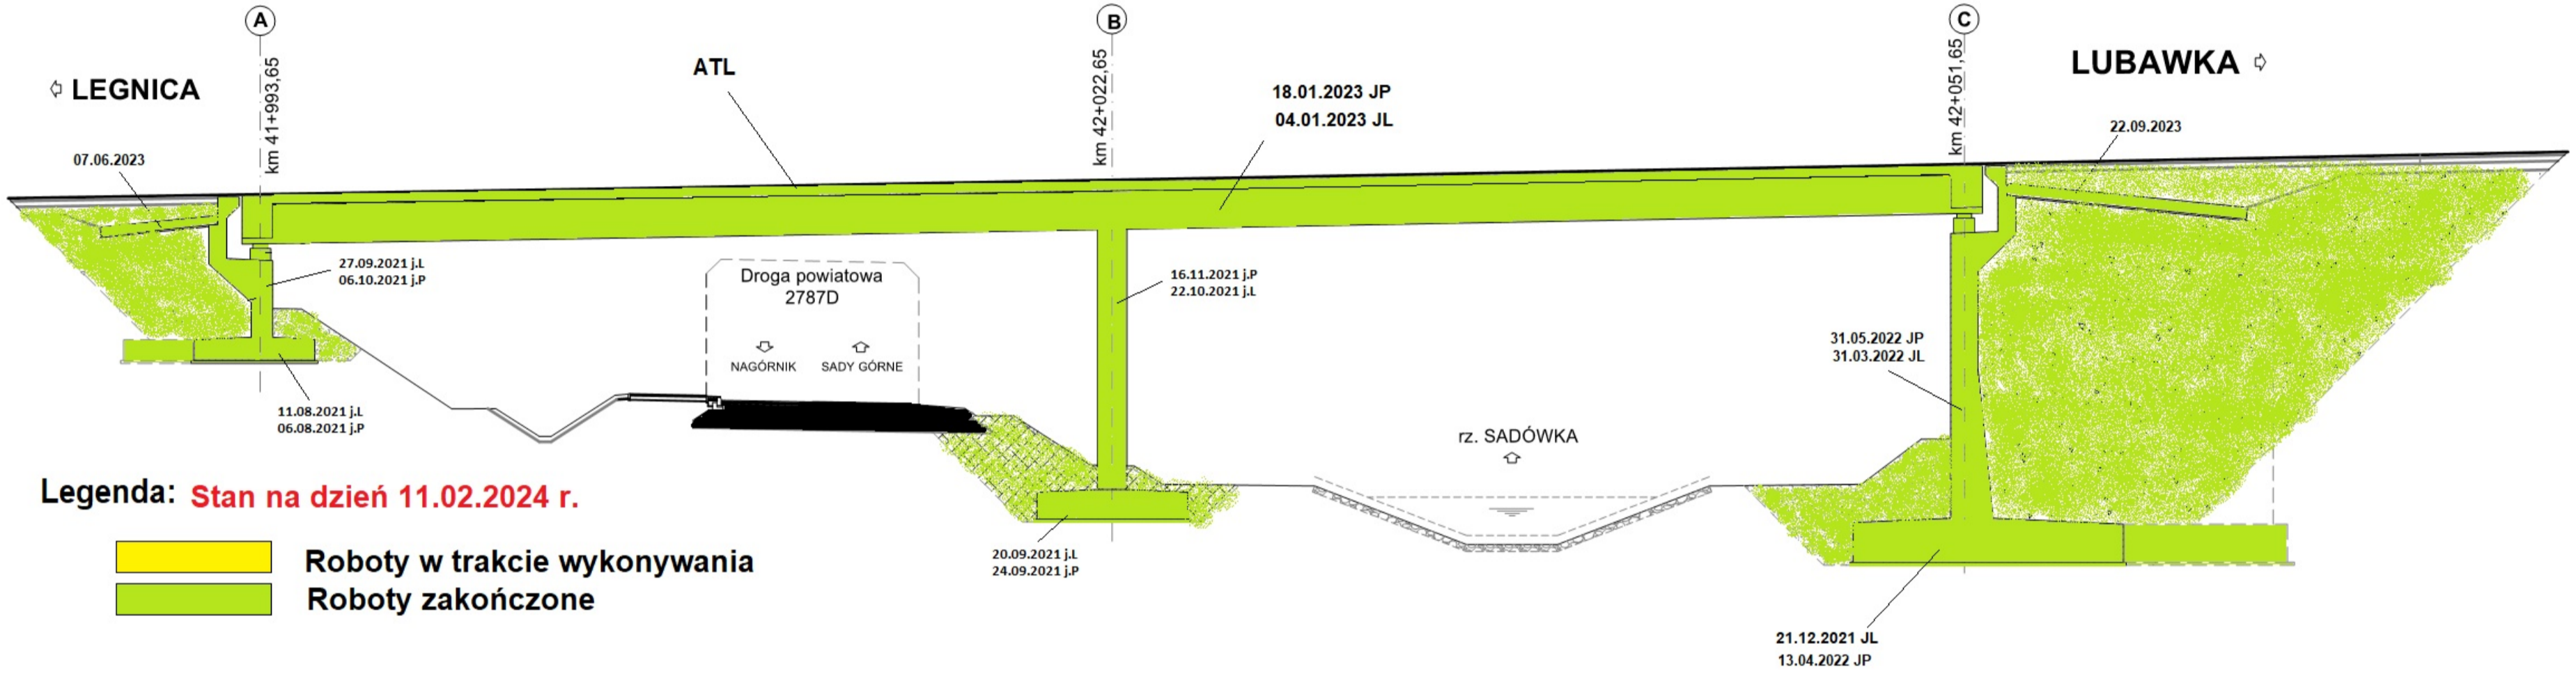 A
B
C
km 41+993,65
km 42+022,65
km 42+051,65
LEGNICA
ATL
LUBAWKA
18.01.2023 JP
04.01.2023 JL
07.06.2023
22.09.2023
27.09.2021 j.L
06.10.2021 j.P
Droga powiatowa
2787D
NAGÓRNIK
SADY GÓRNE
16.11.2021 j.P
22.10.2021 j.L
31.05.2022 JP
31.03.2022 JL
11.08.2021 j.L
06.08.2021 j.P
rz. SADÓWKA
Legenda: Stan na dzień 11.02.2024 r.
Roboty w trakcie wykonywania
Roboty zakończone
20.09.2021 j.L
24.09.2021 j.P
21.12.2021 JL
13.04.2022 JP